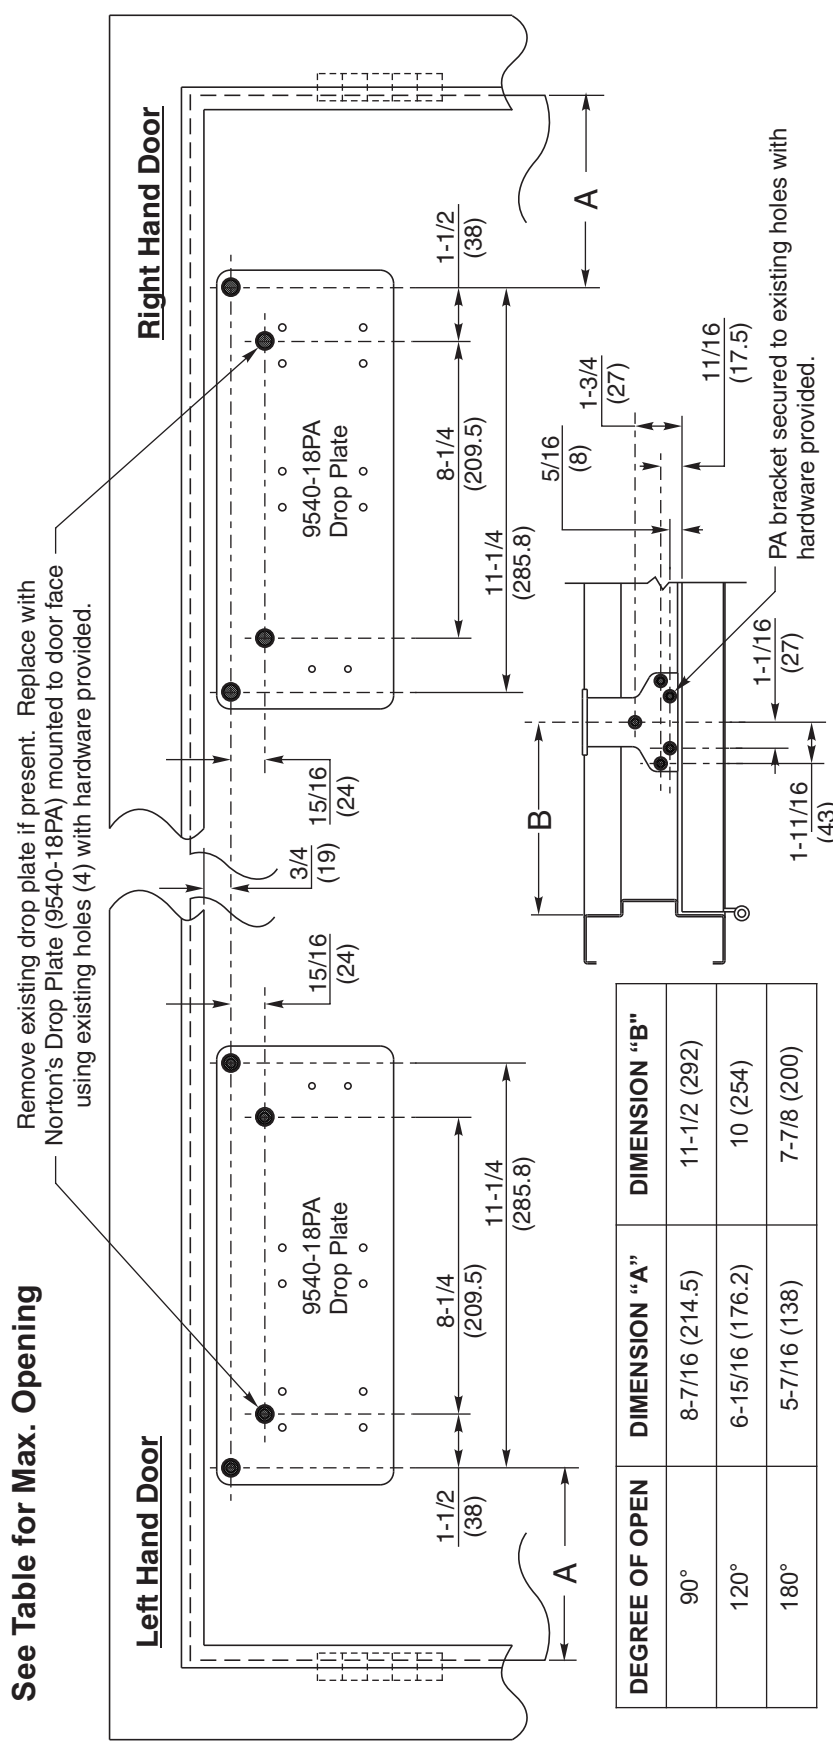 See Table for Max. Opening
Remove existing drop plate if present.  Replace with
Norton's Drop Plate (9540-18PA) mounted to door face
using existing holes (4) with hardware provided.
Left Hand Door
Right Hand Door
9540-18PA
Drop Plate
9540-18PA
Drop Plate
15/16
(24)
3/4
(19)
15/16
(24)
1-1/2
(38)
8-1/4
(209.5)
11-1/4
(285.8)
A
8-1/4
(209.5)
11-1/4
(285.8)
1-1/2
(38)
A
B
5/16
(8)
1-3/4
(27)
11/16
(17.5)
1-1/16
(27)
1-11/16
(43)
PA bracket secured to existing holes with
hardware provided.
DEGREE OF OPEN DIMENSION “A” DIMENSION “B"
90° 8-7/16 (214.5) 11-1/2 (292)
120° 6-15/16 (176.2) 10 (254)
180° 5-7/16 (138) 7-7/8 (200)